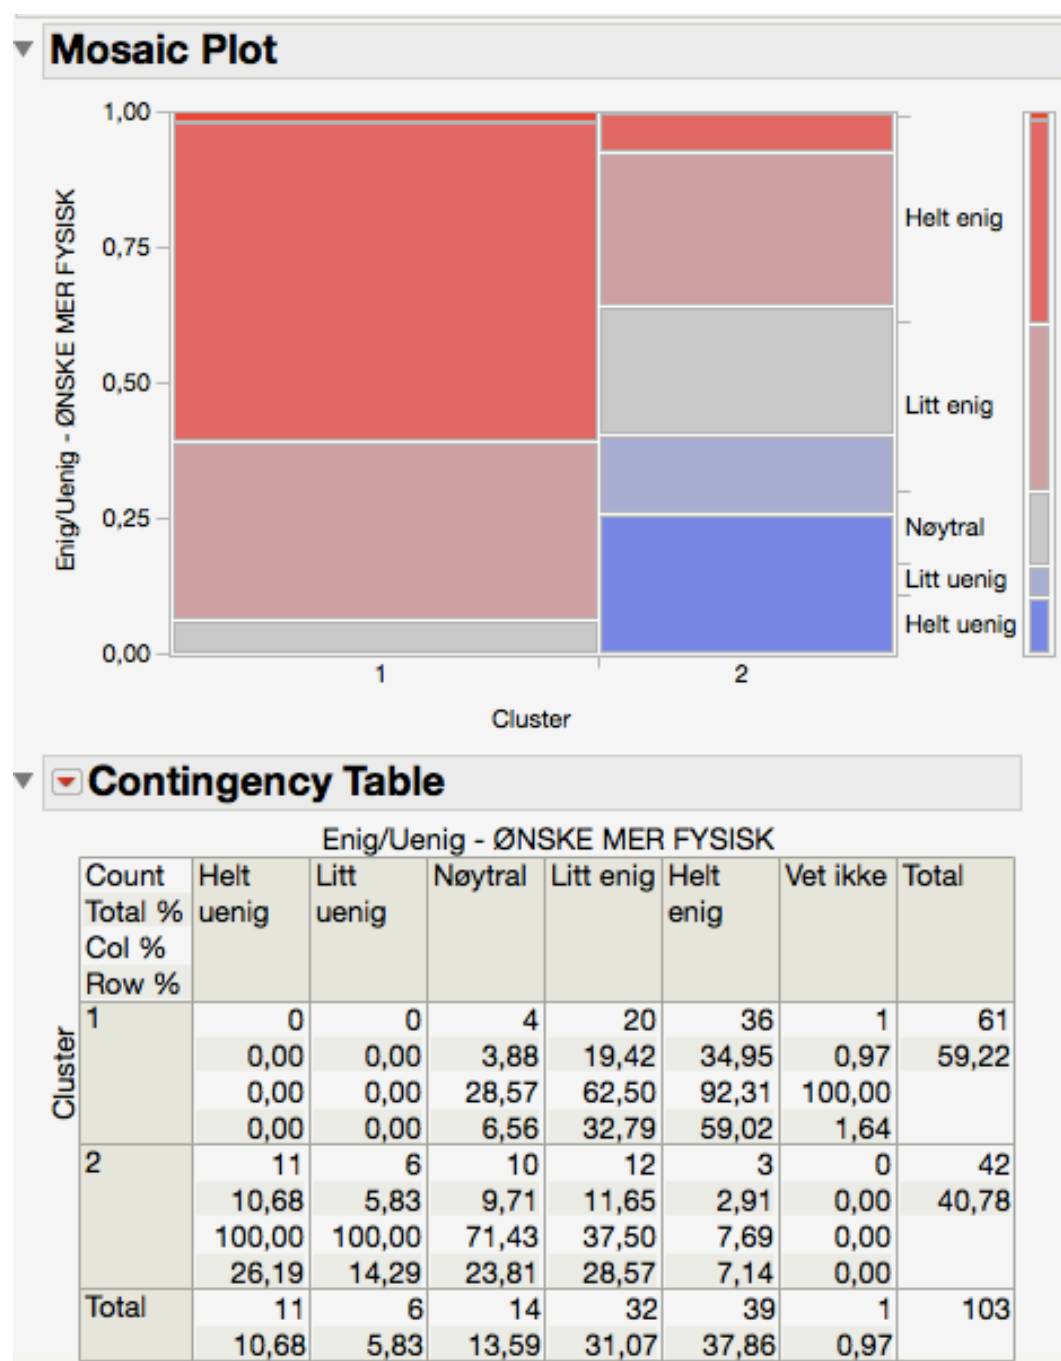 Mosaic Plot
1,00
0,75
0,50
0,25
0,00
Enig/Uenig - ØNSKE MER FYSISK
Helt enig
Litt enig
Nøytral
Litt uenig
Helt uenig
1 2
Cluster
Contingency Table
Enig/Uenig - ØNSKE MER FYSISK
Count Helt Litt Nøytral Litt enig Helt Vet ikke Total
Total % uenig uenig enig
Col %
Row %
Cluster
1 0 0 4 20 36 1 61
0,00 0,00 3,88 19,42 34,95 0,97 59,22
0,00 0,00 28,57 62,50 92,31 100,00
0,00 0,00 6,56 32,79 59,02 1,64
2 11 6 10 12 3 0 42
10,68 5,83 9,71 11,65 2,91 0,00 40,78
100,00 100,00 71,43 37,50 7,69 0,00
26,19 14,29 23,81 28,57 7,14 0,00
Total 11 6 14 32 39 1 103
10,68 5,83 13,59 31,07 37,86 0,97